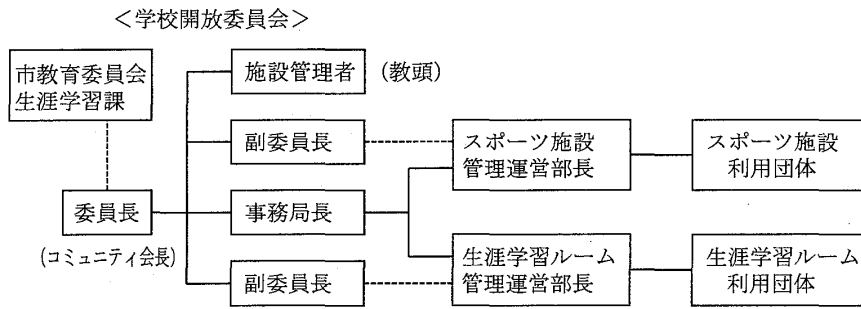 ＜学校開放委員会＞
市教育委員会
生涯学習課
施設管理者
(教頭)
副委員長
スポーツ施設
管理運営部長
スポーツ施設
利用団体
委員長
(コミュニティ会長)
事務局長
生涯学習ルーム
管理運営部長
生涯学習ルーム
利用団体
副委員長